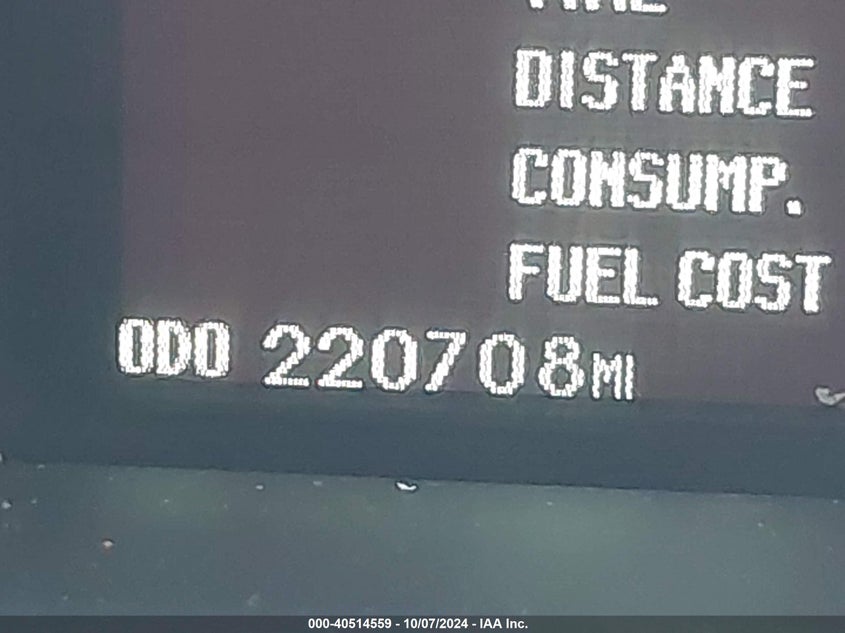 DISTANCE
CONSUMP.
FUEL COST
ODO 220708MI
000-40514559 - 10/07/2024 - IAA Inc.